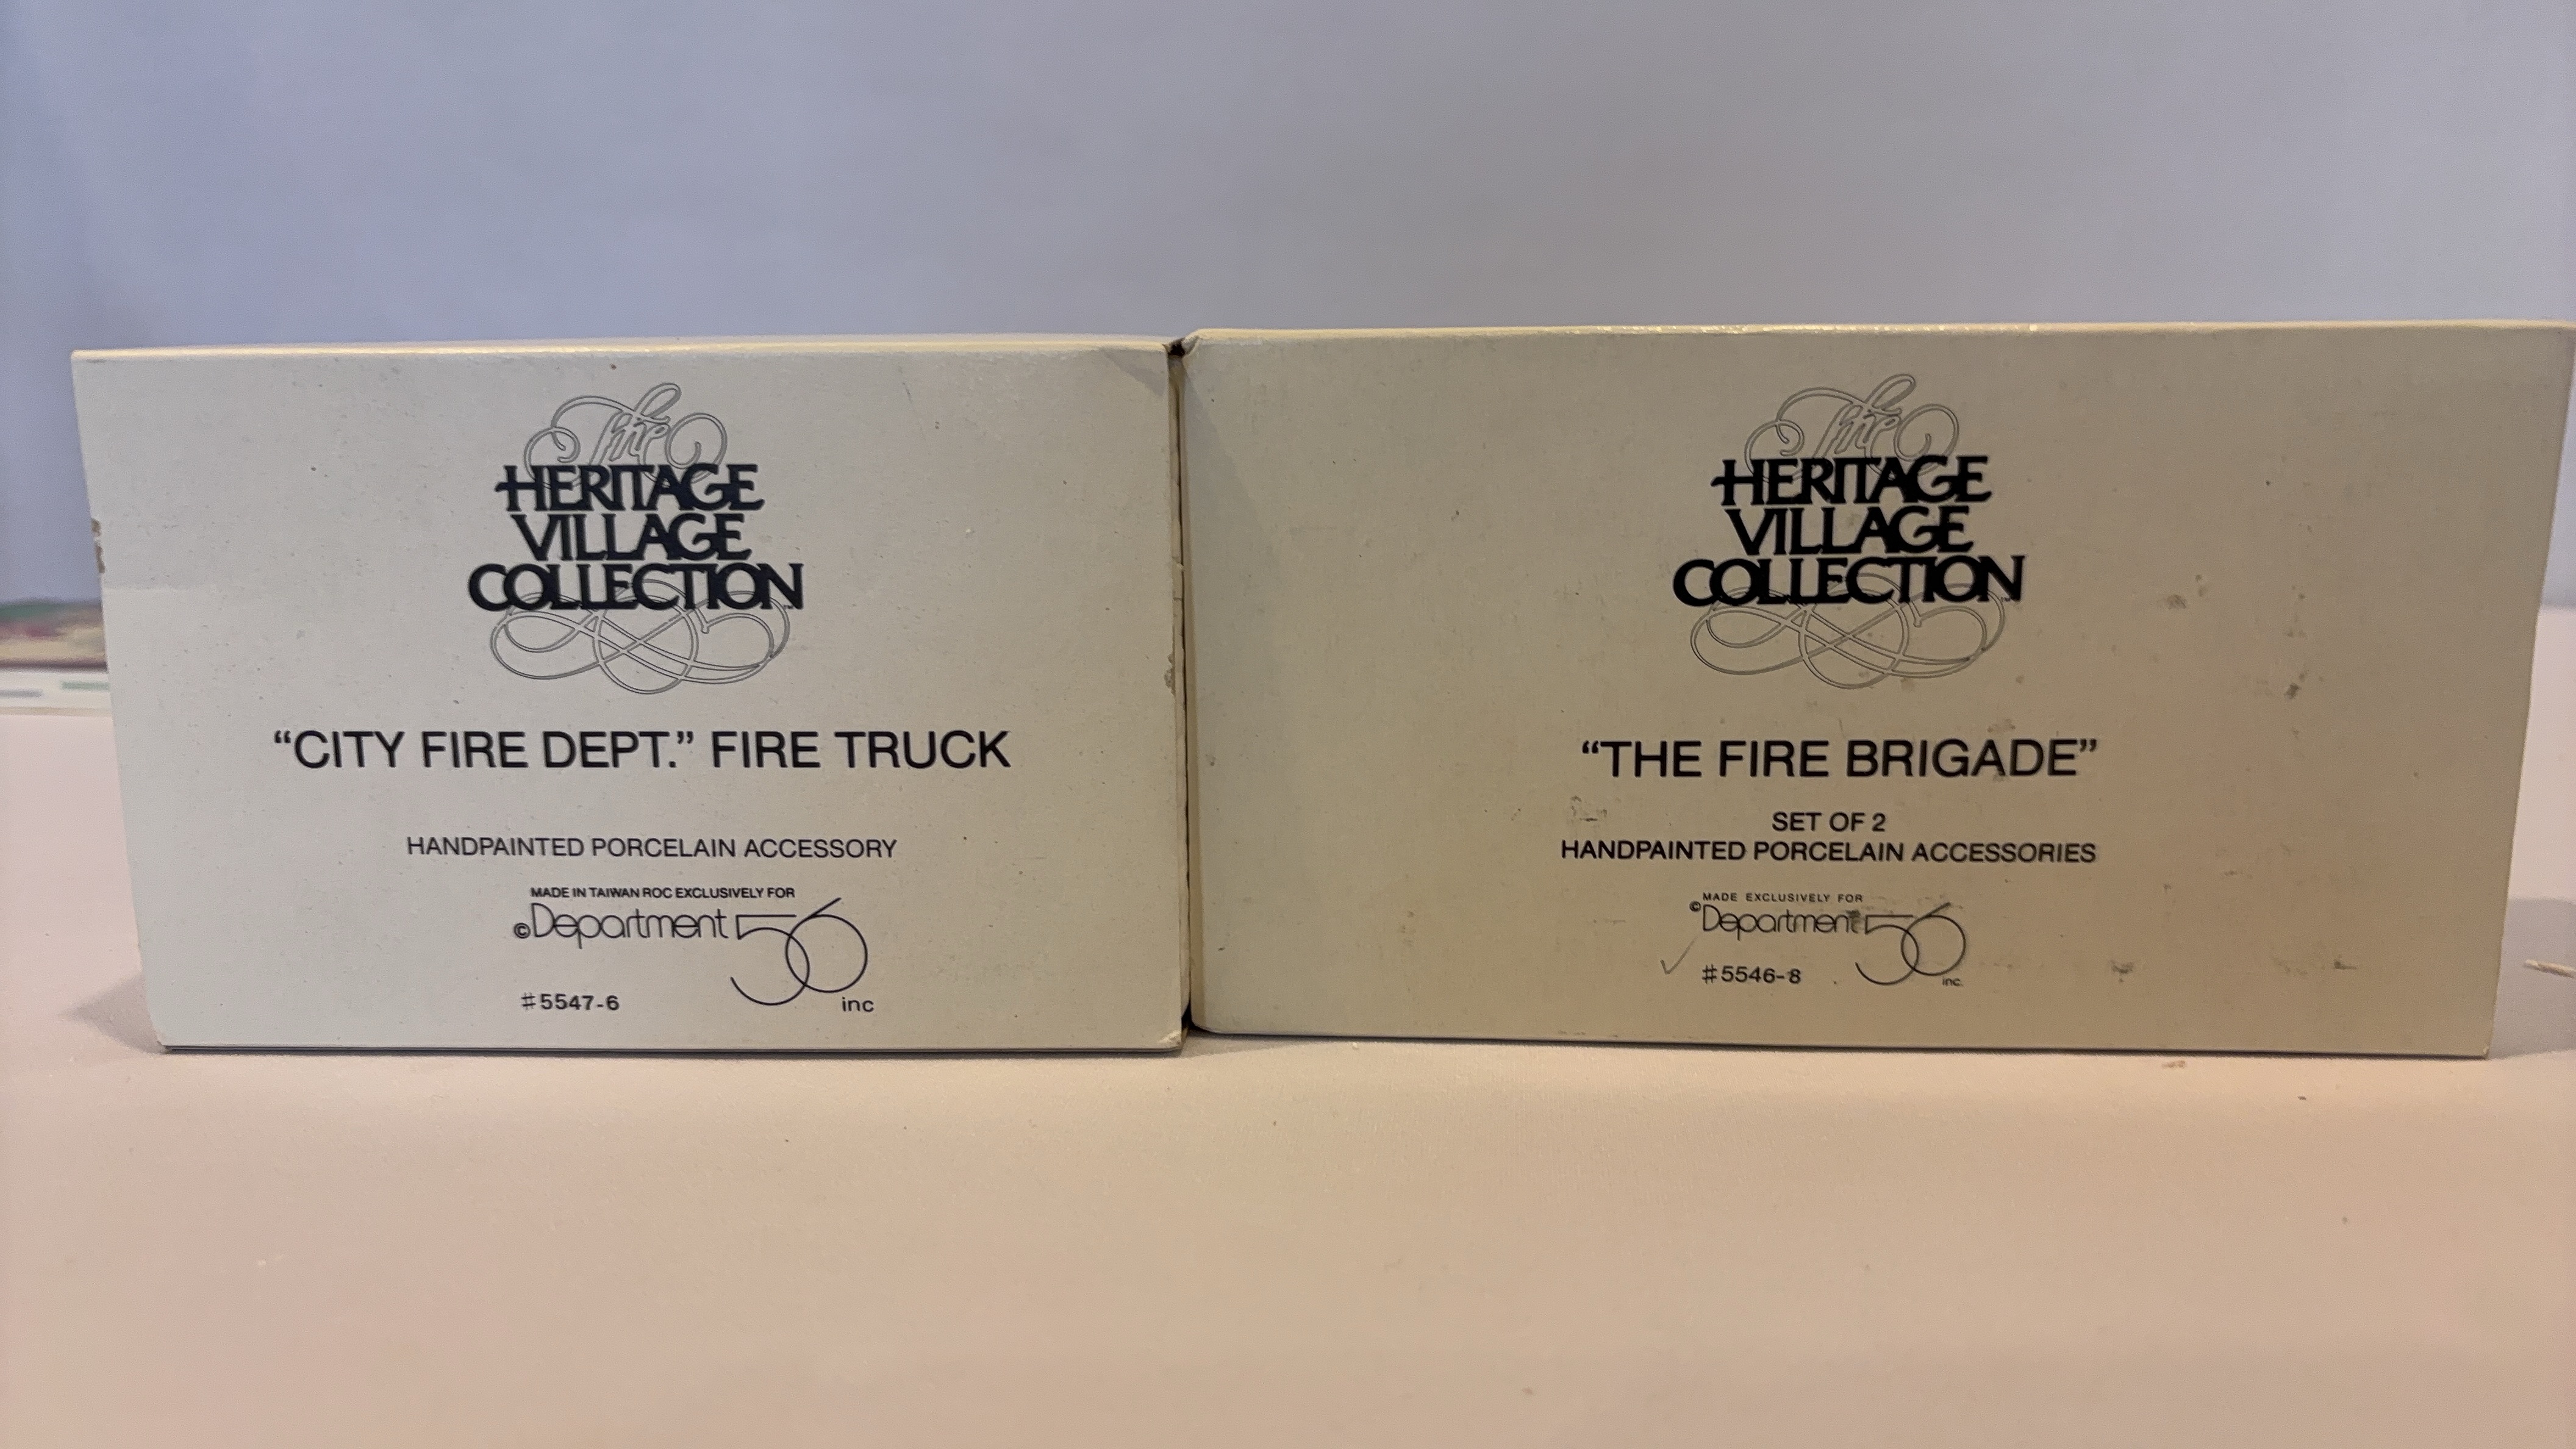 The
HERITAGE
VILLAGE
COLLECTION
“CITY FIRE DEPT.” FIRE TRUCK
HANDPAINTED PORCELAIN ACCESSORY
MADE IN TAIWAN ROC EXCLUSIVELY FOR
©Department 56
inc
#5547-6
The
HERITAGE
VILLAGE
COLLECTION
“THE FIRE BRIGADE”
SET OF 2
HANDPAINTED PORCELAIN ACCESSORIES
MADE EXCLUSIVELY FOR
©Department 56
inc.
#5546-8